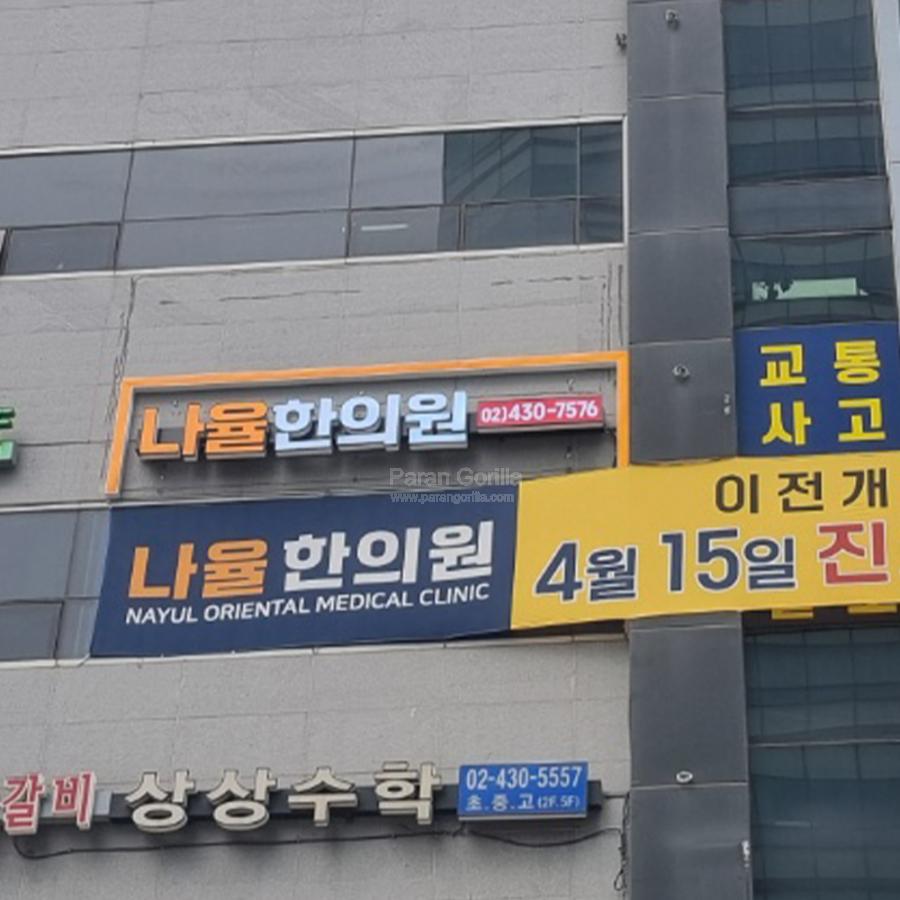 교통
사고
나율한의원 02)430-7576
이전개
나율 한의원
NAYUL ORIENTAL MEDICAL CLINIC
4월 15일 진
갈비 상상수학
02-430-5557
초.중.고(2F.5F)
Paran Gorilla
www.parangorilla.com